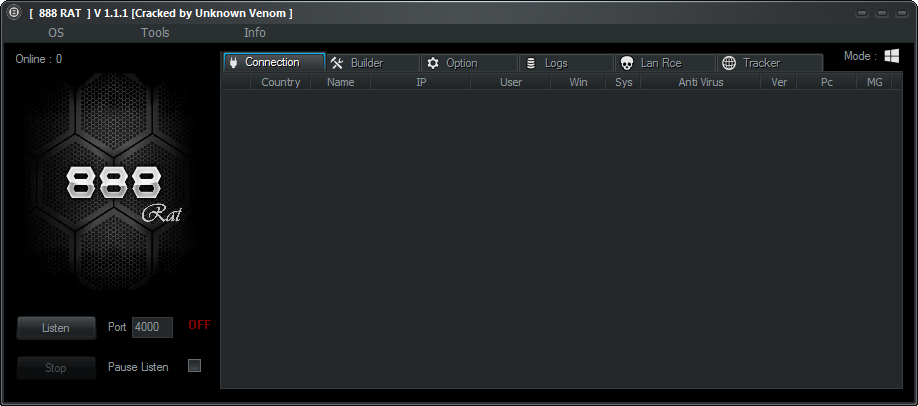 [ 888 RAT ] V 1.1.1 [Cracked by Unknown Venom ]
OS Tools Info
Online : 0
Connection Builder Option Logs Lan Rce Tracker Mode :
Country Name IP User Win Sys Anti Virus Ver Pc MG
888
Rat
Listen Port 4000 OFF
Stop Pause Listen